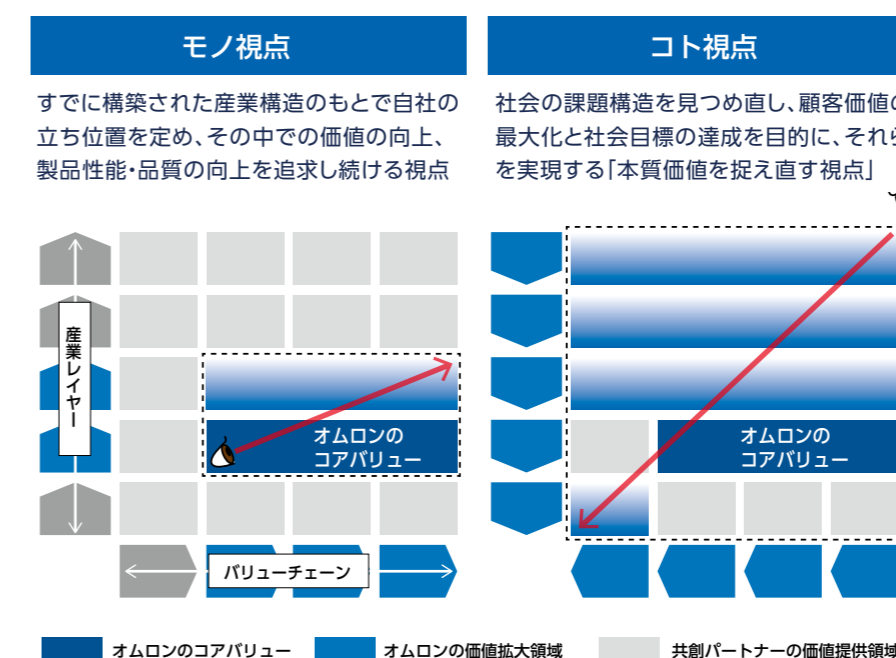 モノ視点
すでに構築された産業構造のもとで自社の
立ち位置を定め、その中での価値の向上、
製品性能・品質の向上を追求し続ける視点
産業レイヤー
オムロンの
コアバリュー
バリューチェーン
コト視点
社会の課題構造を見つめ直し、顧客価値の
最大化と社会目標の達成を目的に、それら
を実現する「本質価値を捉え直す視点」
オムロンの
コアバリュー
オムロンのコアバリュー
オムロンの価値拡大領域
共創パートナーの価値提供領域